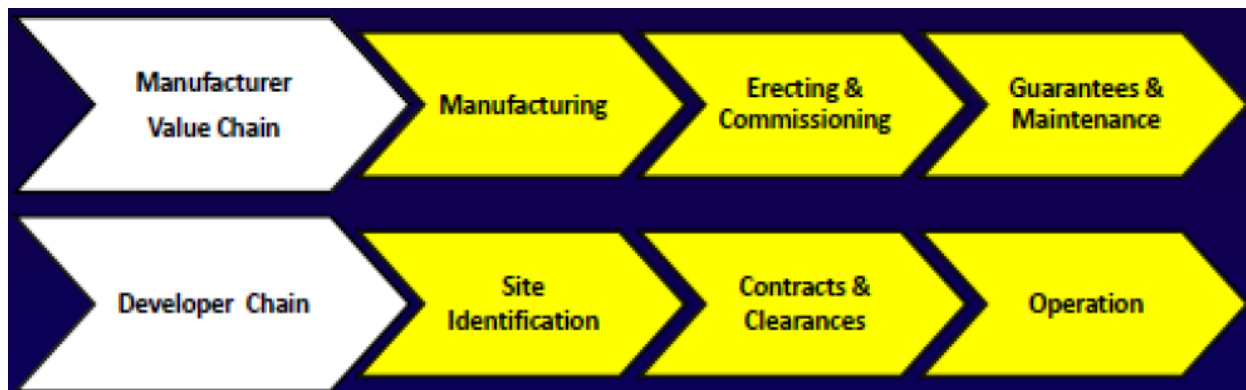 Manufacturer
Value Chain
Manufacturing
Erecting &
Commissioning
Guarantees &
Maintenance
Developer Chain
Site
Identification
Contracts &
Clearances
Operation